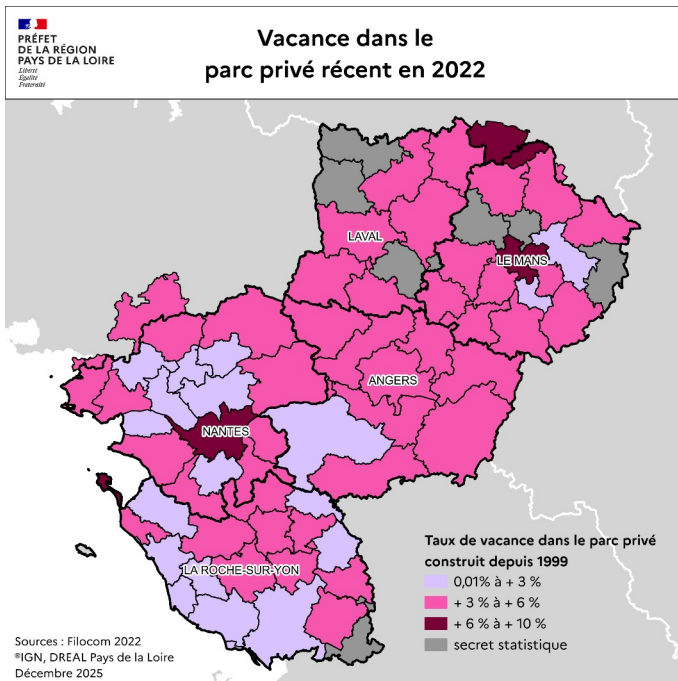 PRÉFET
DE LA RÉGION
PAYS DE LA LOIRE
Liberté
Égalité
Fraternité
Vacance dans le
parc privé récent en 2022
LAVAL
LE MANS
ANGERS
NANTES
LA ROCHE-SUR-YON
Taux de vacance dans le parc privé
construit depuis 1999
0,01% à + 3 %
+ 3 % à + 6 %
+ 6 % à + 10 %
secret statistique
Sources : Filocom 2022
®IGN, DREAL Pays de la Loire
Décembre 2025